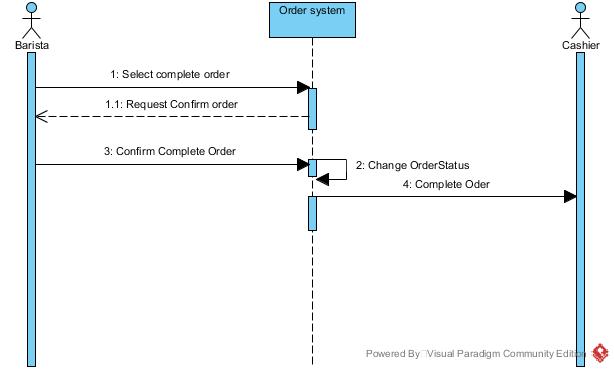 Order system
Barista
Cashier
1: Select complete order
1.1: Request Confirm order
3: Confirm Complete Order
2: Change OrderStatus
4: Complete Oder
Powered By Visual Paradigm Community Edition